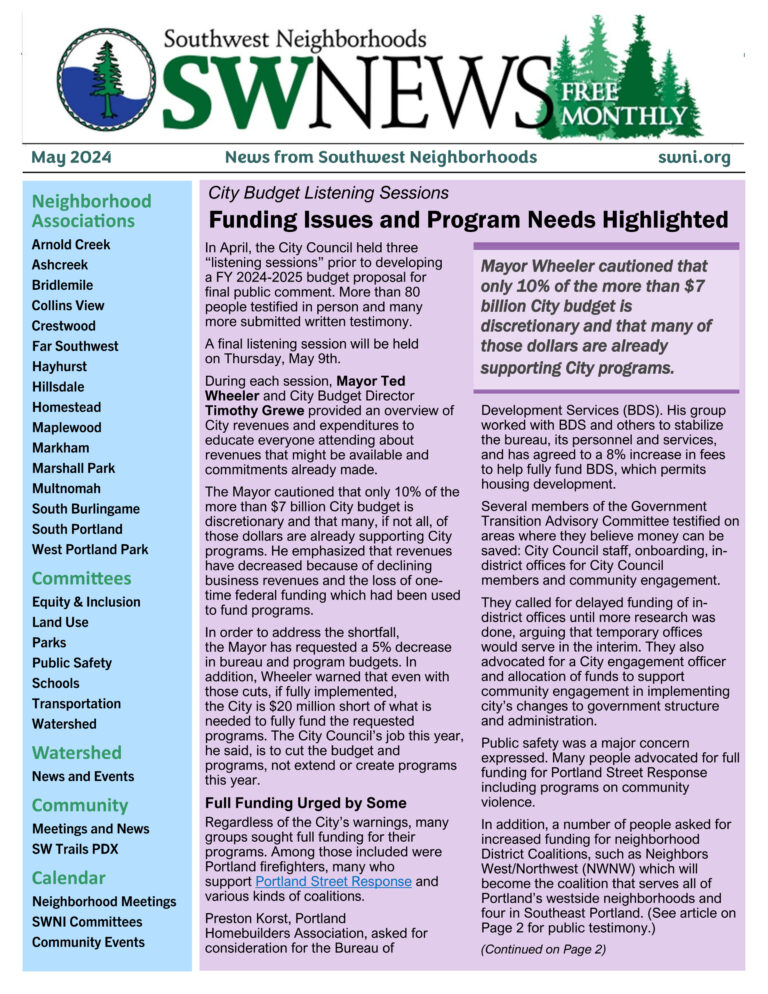 Southwest Neighborhoods
SWNEWS
FREE
MONTHLY
May 2024
News from Southwest Neighborhoods
swni.org
Neighborhood
Associations
Arnold Creek
Ashcreek
Bridlemile
Collins View
Crestwood
Far Southwest
Hayhurst
Hillsdale
Homestead
Maplewood
Markham
Marshall Park
Multnomah
South Burlingame
South Portland
West Portland Park
Committees
Equity & Inclusion
Land Use
Parks
Public Safety
Schools
Transportation
Watershed
Watershed
News and Events
Community
Meetings and News
SW Trails PDX
Calendar
Neighborhood Meetings
SWNI Committees
Community Events
City Budget Listening Sessions
Funding Issues and Program Needs Highlighted
In April, the City Council held three
“listening sessions” prior to developing
a FY 2024-2025 budget proposal for
final public comment. More than 80
people testified in person and many
more submitted written testimony.
A final listening session will be held
on Thursday, May 9th.
During each session, Mayor Ted
Wheeler and City Budget Director
Timothy Grewe provided an overview of
City revenues and expenditures to
educate everyone attending about
revenues that might be available and
commitments already made.
The Mayor cautioned that only 10% of the
more than $7 billion City budget is
discretionary and that many, if not all, of
those dollars are already supporting City
programs. He emphasized that revenues
have decreased because of declining
business revenues and the loss of one-
time federal funding which had been used
to fund programs.
In order to address the shortfall,
the Mayor has requested a 5% decrease
in bureau and program budgets. In
addition, Wheeler warned that even with
those cuts, if fully implemented,
the City is $20 million short of what is
needed to fully fund the requested
programs. The City Council’s job this year,
he said, is to cut the budget and
programs, not extend or create programs
this year.
Full Funding Urged by Some
Regardless of the City’s warnings, many
groups sought full funding for their
programs. Among those included were
Portland firefighters, many who
support Portland Street Response and
various kinds of coalitions.
Preston Korst, Portland
Homebuilders Association, asked for
consideration for the Bureau of
Mayor Wheeler cautioned that
only 10% of the more than $7
billion City budget is
discretionary and that many of
those dollars are already
supporting City programs.
Development Services (BDS). His group
worked with BDS and others to stabilize
the bureau, its personnel and services,
and has agreed to a 8% increase in fees
to help fully fund BDS, which permits
housing development.
Several members of the Government
Transition Advisory Committee testified on
areas where they believe money can be
saved: City Council staff, onboarding, in-
district offices for City Council
members and community engagement.
They called for delayed funding of in-
district offices until more research was
done, arguing that temporary offices
would serve in the interim. They also
advocated for a City engagement officer
and allocation of funds to support
community engagement in implementing
city’s changes to government structure
and administration.
Public safety was a major concern
expressed. Many people advocated for full
funding for Portland Street Response
including programs on community
violence.
In addition, a number of people asked for
increased funding for neighborhood
District Coalitions, such as Neighbors
West/Northwest (NWNW) which will
become the coalition that serves all of
Portland’s westside neighborhoods and
four in Southeast Portland. (See article on
Page 2 for public testimony.)
(Continued on Page 2)